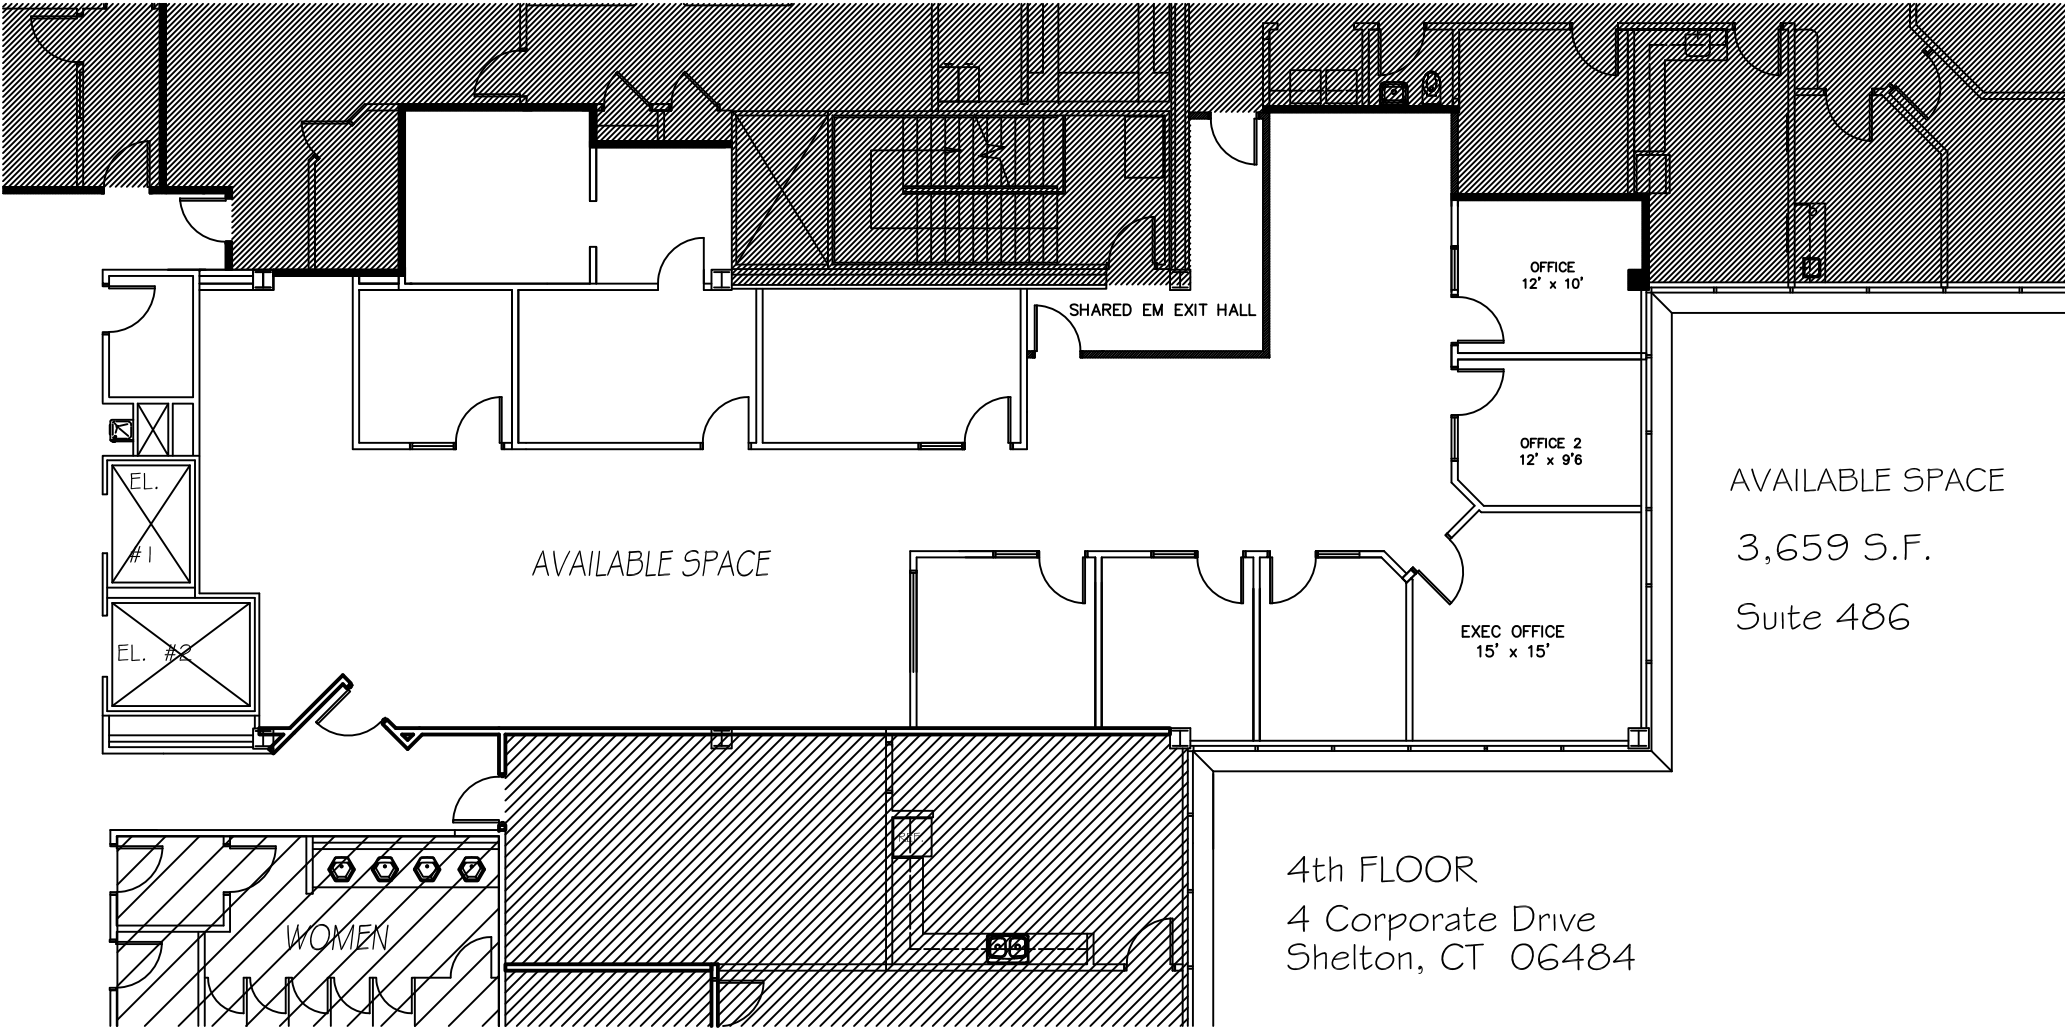 OFFICE
12' x 10'
SHARED EM EXIT HALL
OFFICE 2
12' x 9'6
EL.
#1
AVAILABLE SPACE
AVAILABLE SPACE
3,659 S.F.
Suite 486
EL. #2
EXEC OFFICE
15' x 15'
REF.
WOMEN
4th FLOOR
4 Corporate Drive
Shelton, CT 06484